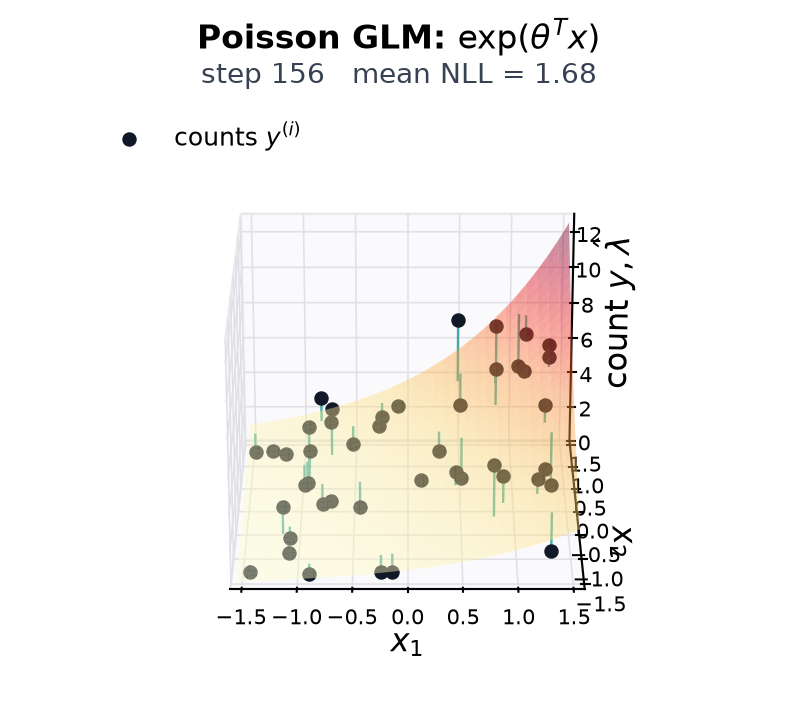 Poisson GLM: exp(θᵀx)
step 156   mean NLL = 1.68
counts y⁽ⁱ⁾
12
10
8
6
4
2
0
count y, λ
1.5
1.0
0.5
0.0
−0.5
−1.0
−1.5
x₂
−1.5 −1.0 −0.5 0.0 0.5 1.0 1.5
x₁